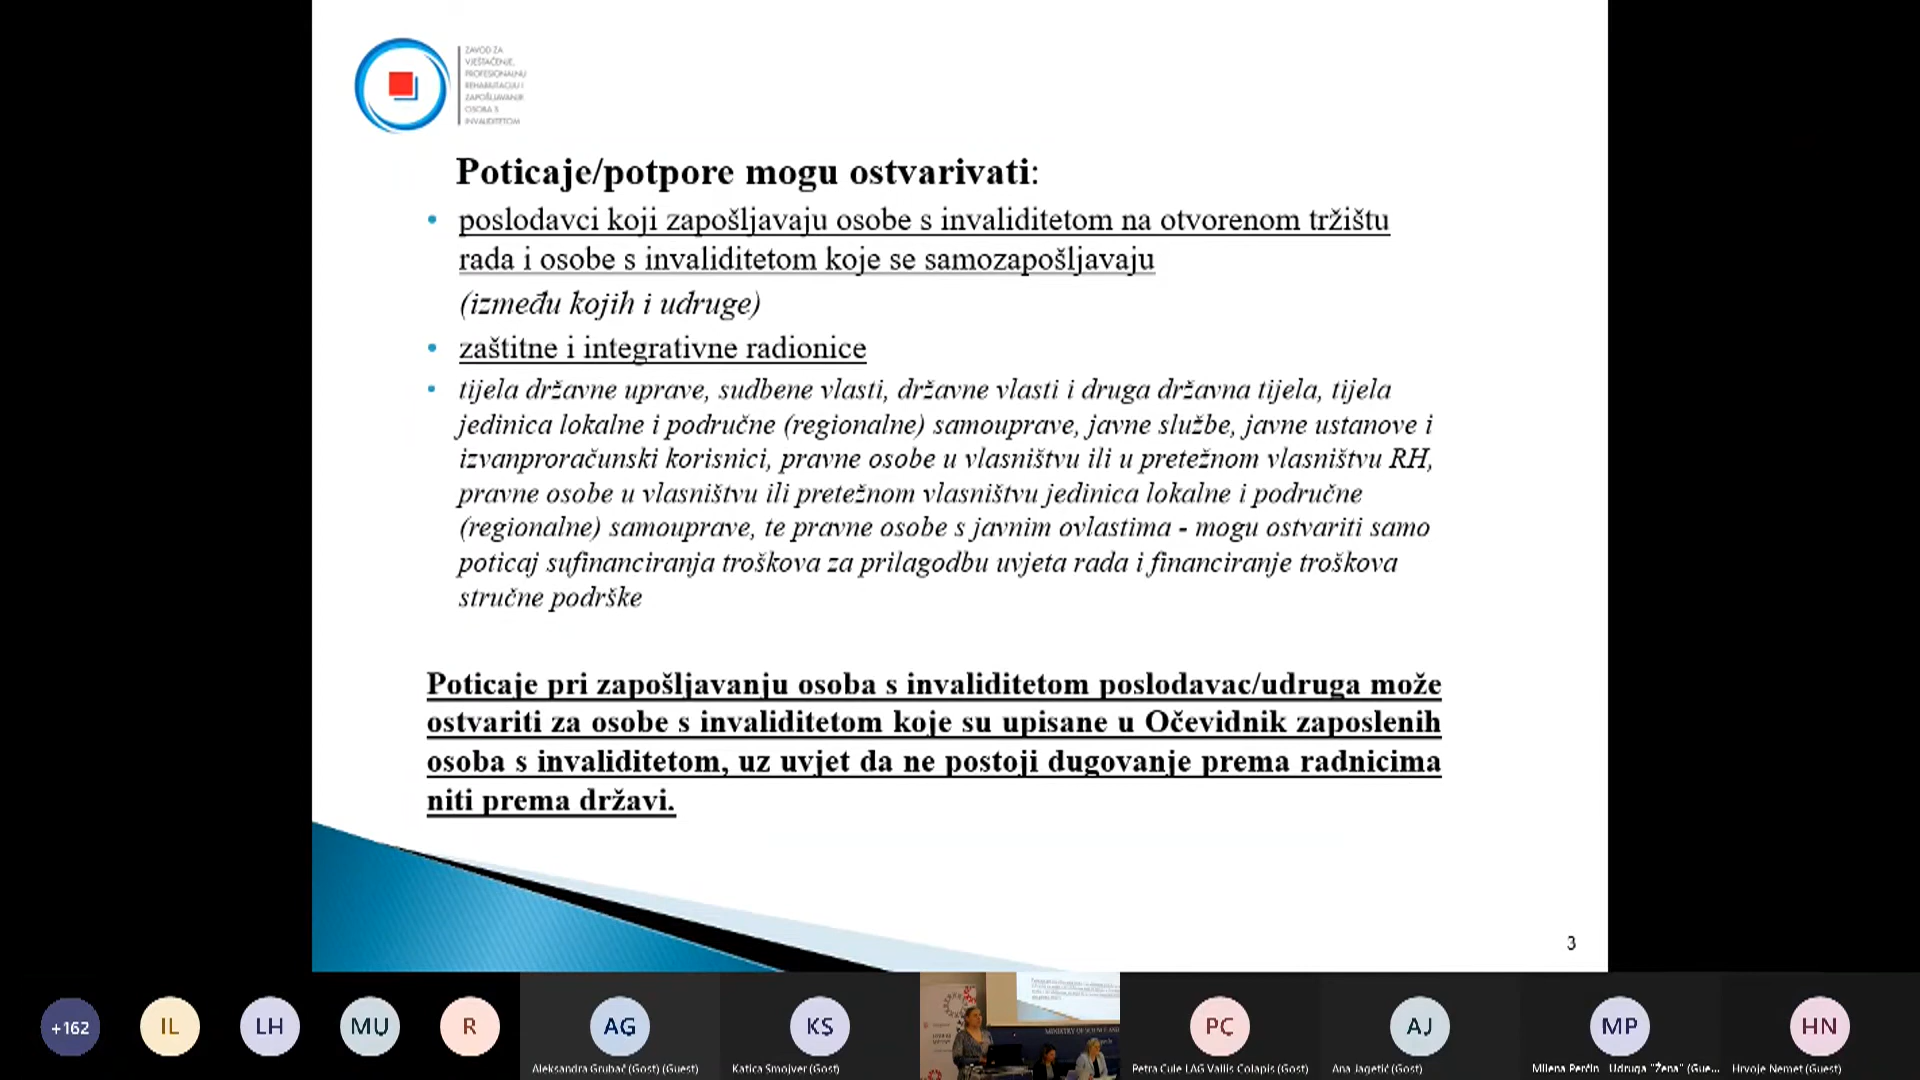 ZAVOD ZA
VJEŠTAČENJE,
PROFESIONALNU
REHABILITACIJU I
ZAPOŠLJAVANJE
OSOBA S
INVALIDITETOM
Poticaje/potpore mogu ostvarivati:
• poslodavci koji zapošljavaju osobe s invaliditetom na otvorenom tržištu
rada i osobe s invaliditetom koje se samozapošljavaju
(između kojih i udruge)
• zaštitne i integrativne radionice
• tijela državne uprave, sudbene vlasti, državne vlasti i druga državna tijela, tijela
jedinica lokalne i područne (regionalne) samouprave, javne službe, javne ustanove i
izvanproračunski korisnici, pravne osobe u vlasništvu ili u pretežnom vlasništvu RH,
pravne osobe u vlasništvu ili pretežnom vlasništvu jedinica lokalne i područne
(regionalne) samouprave, te pravne osobe s javnim ovlastima - mogu ostvariti samo
poticaj sufinanciranja troškova za prilagodbu uvjeta rada i financiranje troškova
stručne podrške
Poticaje pri zapošljavanju osoba s invaliditetom poslodavac/udruga može
ostvariti za osobe s invaliditetom koje su upisane u Očevidnik zaposlenih
osoba s invaliditetom, uz uvjet da ne postoji dugovanje prema radnicima
niti prema državi.
3
+162
IL
LH
MU
R
AG
KS
PC
AJ
MP
HN
MINISTRY OF SCIENCE AND
Aleksandra Grubač (Gost) (Guest)
Katica Smojver (Gost)
Petra Cule LAG Vallis Colapis (Gost)
Ana Jagetić (Gost)
Milena Perčin - Udruga "Žena" (Gue...
Hrvoje Nemet (Guest)